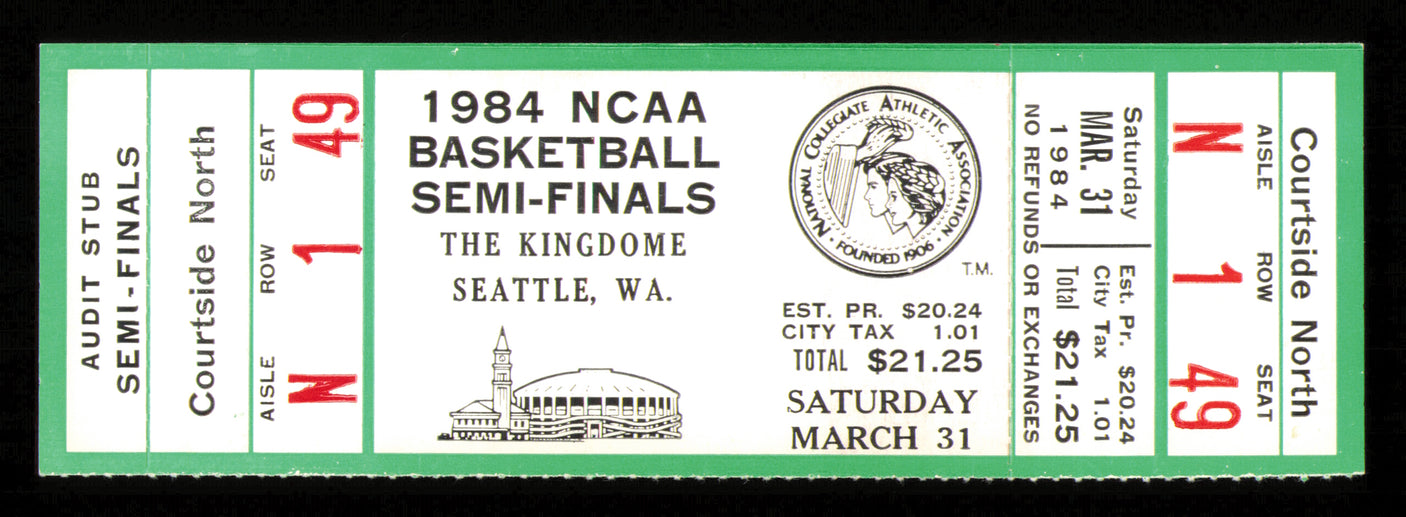 AUDIT STUB
SEMI-FINALS
Courtside North
AISLE ROW SEAT
N 1 49
1984 NCAA
BASKETBALL
SEMI-FINALS
THE KINGDOME
SEATTLE, WA.
NATIONAL COLLEGIATE ATHLETIC ASSOCIATION
• FOUNDED 1906 •
T.M.
EST. PR. $20.24
CITY TAX 1.01
TOTAL $21.25
SATURDAY
MARCH 31
Courtside North
AISLE ROW SEAT
N 1 49
Saturday
MAR. 31
1984
Est. Pr. $20.24
City Tax 1.01
Total $21.25
NO REFUNDS OR EXCHANGES